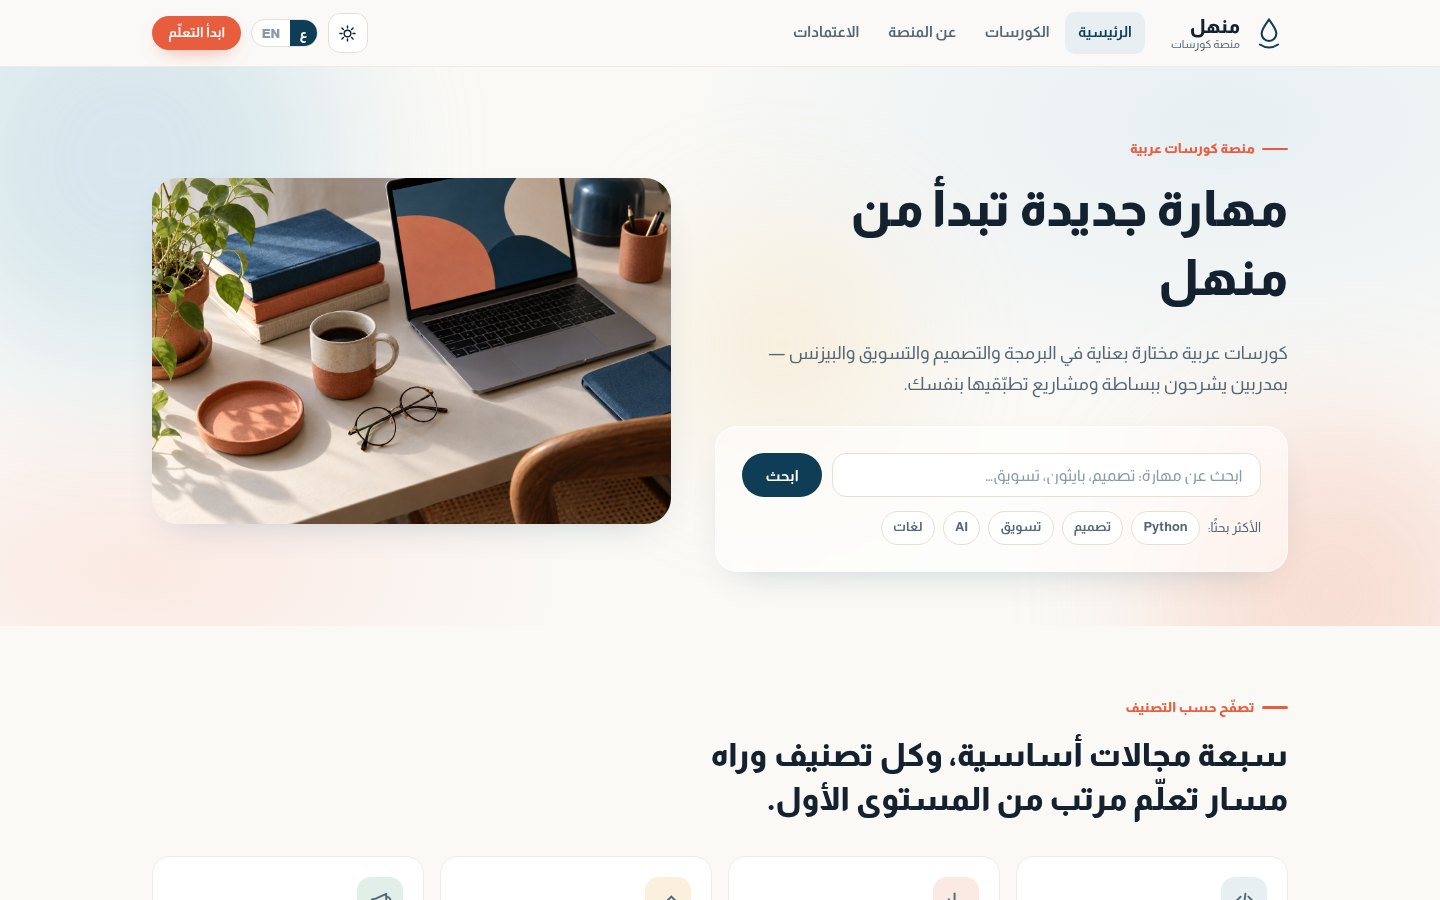 منهل
منصة كورسات
الرئيسية
الكورسات
عن المنصة
الاعتمادات
ع
EN
ابدأ التعلّم
منصة كورسات عربية
مهارة جديدة تبدأ من
منهل
كورسات عربية مختارة بعناية في البرمجة والتصميم والتسويق والبيزنس —
بمدربين يشرحون ببساطة ومشاريع تطبّقيها بنفسك.
ابحث عن مهارة: تصميم، بايثون، تسويق…
ابحث
الأكثر بحثًا:
Python
تصميم
تسويق
AI
لغات
تصفّح حسب التصنيف
سبعة مجالات أساسية، وكل تصنيف وراه
مسار تعلّم مرتب من المستوى الأول.